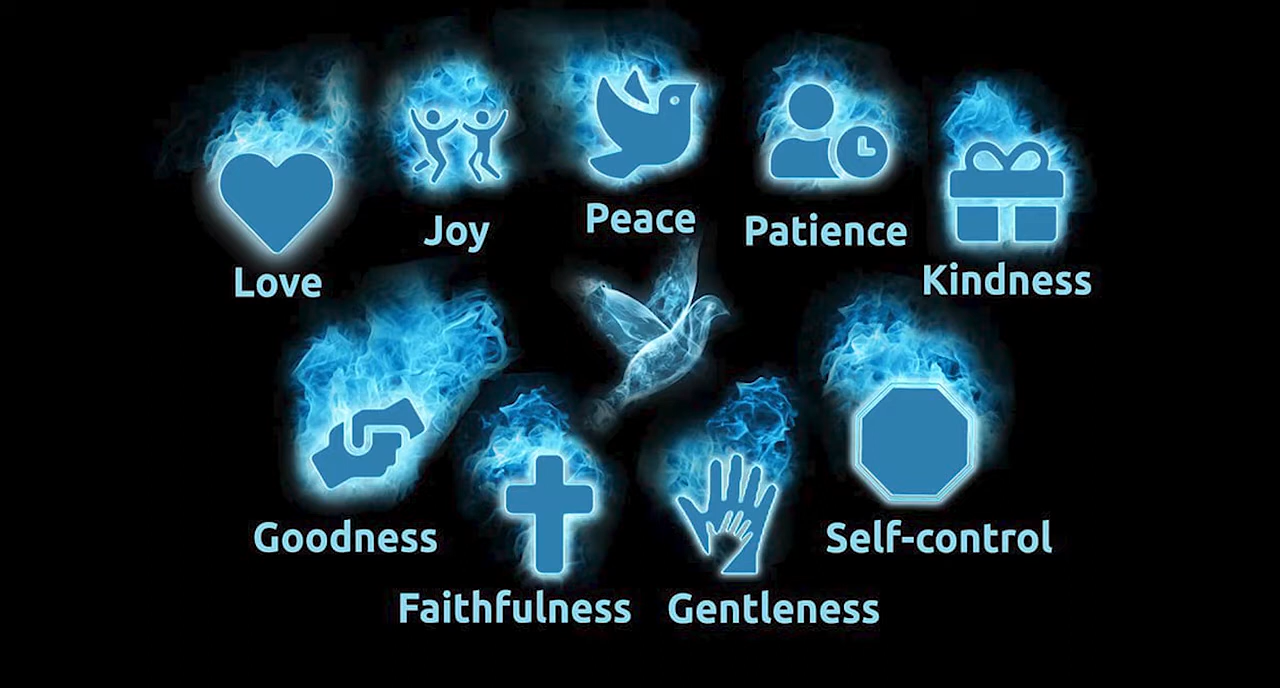 Love
Joy
Peace
Patience
Kindness
Goodness
Faithfulness
Gentleness
Self-control